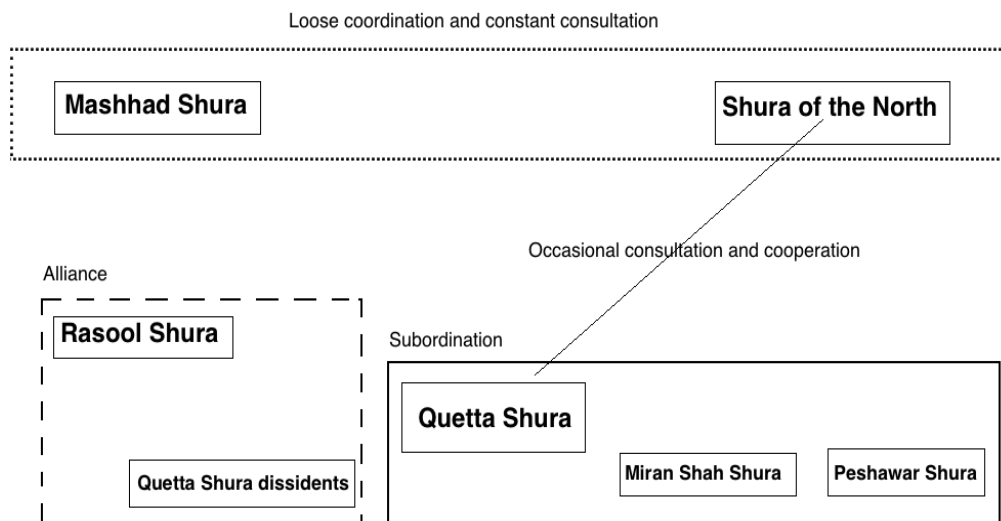 Loose coordination and constant consultation
Mashhad Shura
Shura of the North
Occasional consultation and cooperation
Alliance
Rasool Shura
Subordination
Quetta Shura
Quetta Shura dissidents
Miran Shah Shura
Peshawar Shura